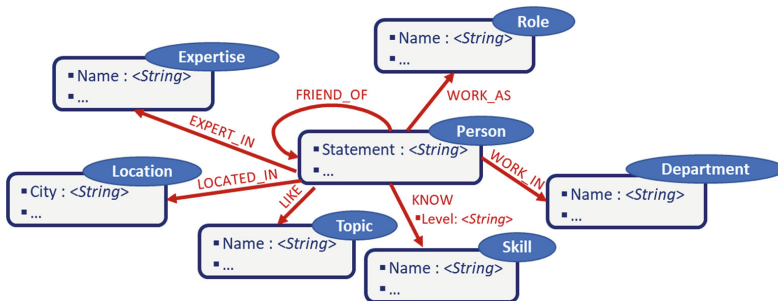 Role
▪ Name : <String>
▪ ...
Expertise
▪ Name : <String>
▪ ...
FRIEND_OF
WORK_AS
EXPERT_IN
Person
▪ Statement : <String>
▪ ...
Location
▪ City : <String>
▪ ...
LOCATED_IN
LIKE
WORK_IN
Department
▪ Name : <String>
▪ ...
KNOW
▪Level: <String>
Topic
▪ Name : <String>
▪ ...
Skill
▪ Name : <String>
▪ ...